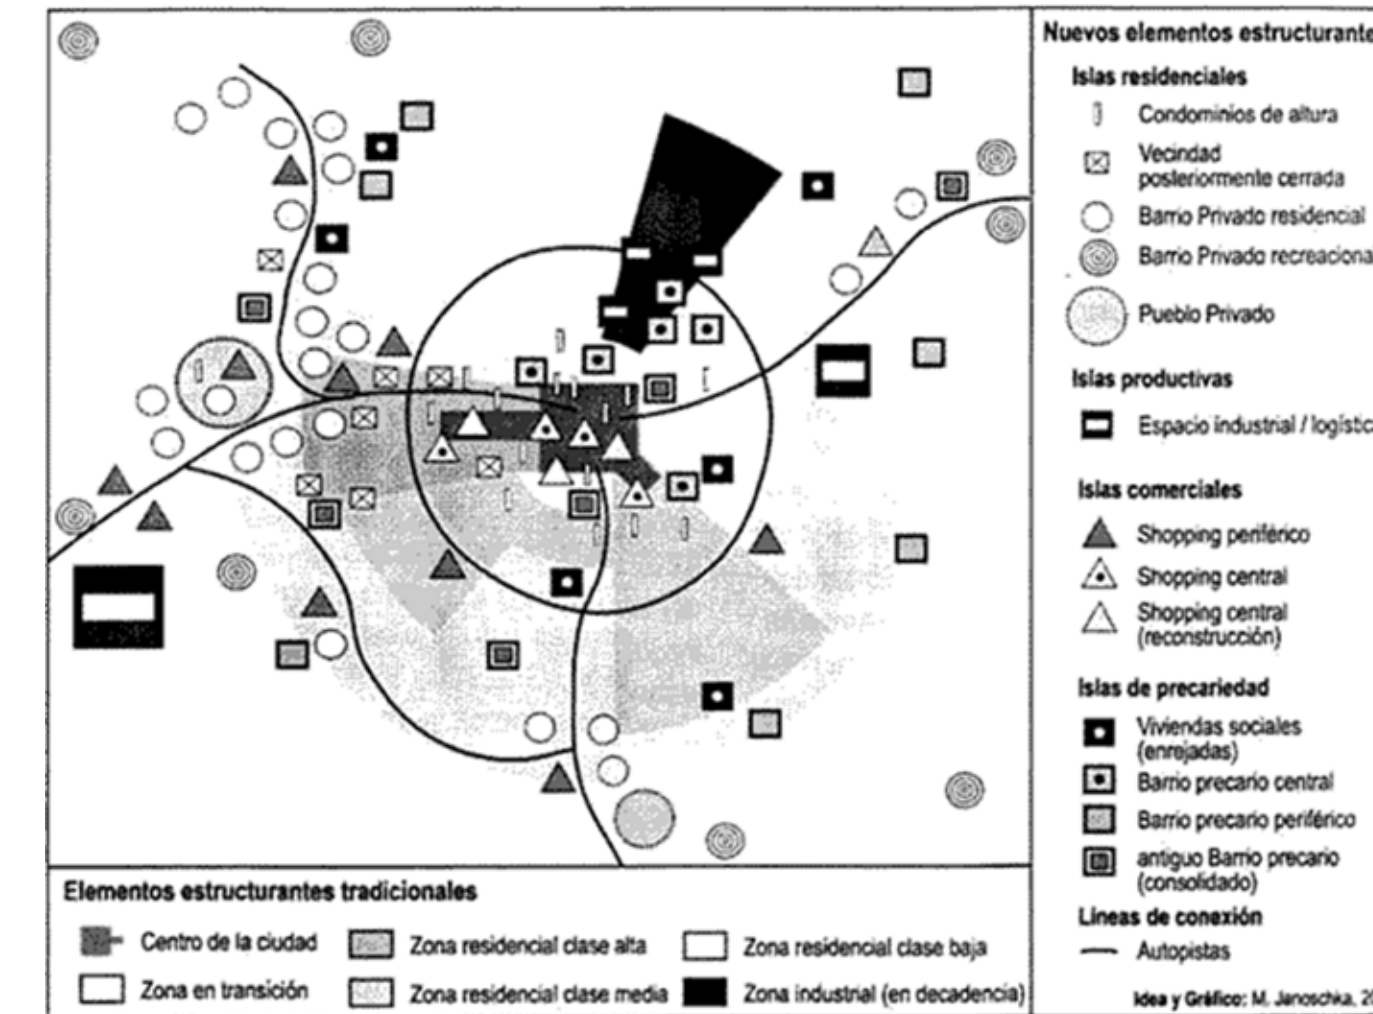 Nuevos elementos estructurante
Islas residenciales
Condominios de altura
Vecindad
posteriormente cerrada
Barrio Privado residencial
Barrio Privado recreaciona
Pueblo Privado
Islas productivas
Espacio industrial / logístic
Islas comerciales
Shopping periférico
Shopping central
Shopping central
(reconstrucción)
Islas de precariedad
Viviendas sociales
(enrejadas)
Barrio precario central
Barrio precario periférico
antiguo Barrio precario
(consolidado)
Líneas de conexión
Autopistas
Idea y Gráfico: M. Janoschka, 20
Elementos estructurantes tradicionales
Centro de la ciudad
Zona residencial clase alta
Zona residencial clase baja
Zona en transición
Zona residencial clase media
Zona industrial (en decadencia)